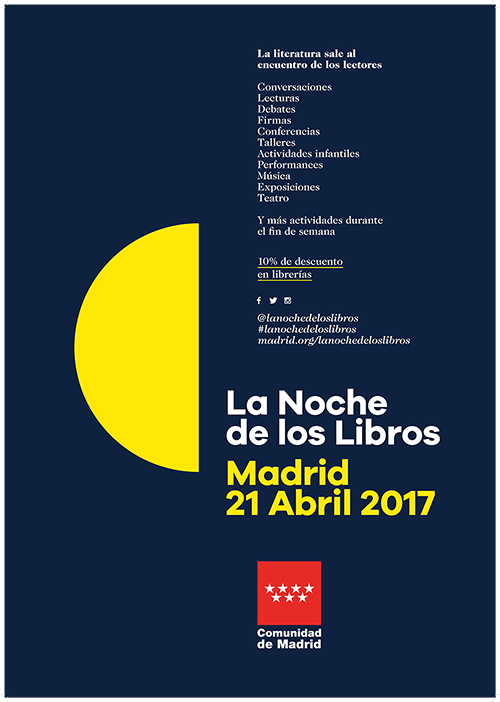 La literatura sale al
encuentro de los lectores
Conversaciones
Lecturas
Debates
Firmas
Conferencias
Talleres
Actividades infantiles
Performances
Música
Exposiciones
Teatro
Y más actividades durante
el fin de semana
10% de descuento
en librerías
@lanochedeloslibros
#lanochedeloslibros
madrid.org/lanochedeloslibros
La Noche
de los Libros
Madrid
21 Abril 2017
Comunidad
de Madrid